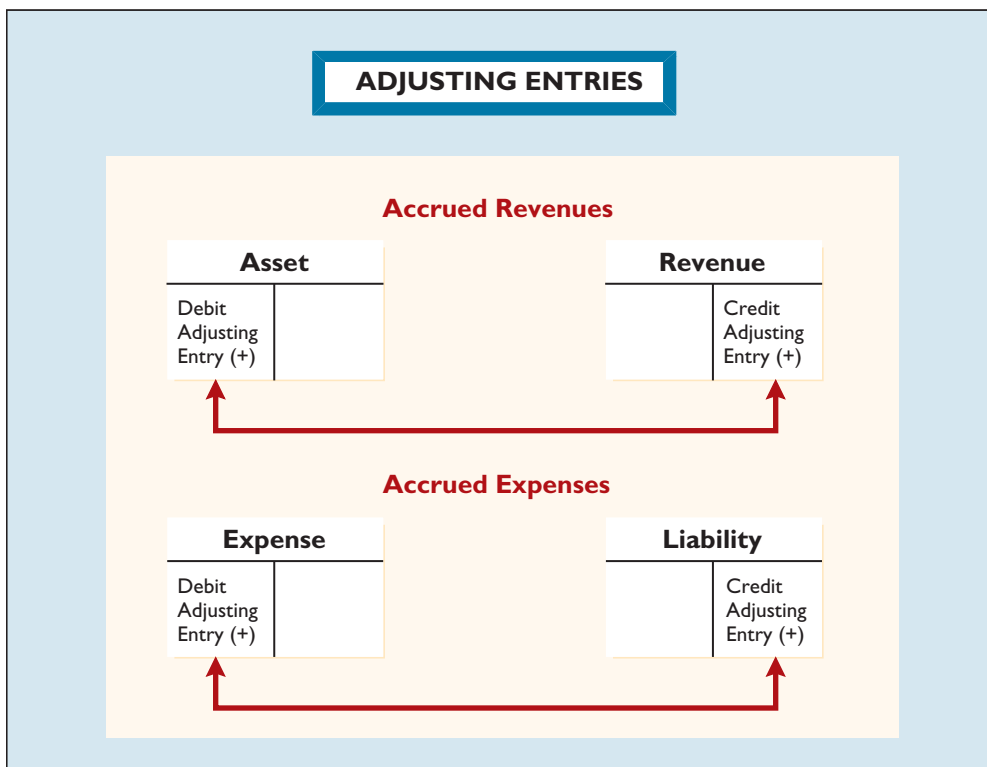 ADJUSTING ENTRIES
Accrued Revenues
Asset
Debit
Adjusting
Entry (+)
Revenue
Credit
Adjusting
Entry (+)
Accrued Expenses
Expense
Debit
Adjusting
Entry (+)
Liability
Credit
Adjusting
Entry (+)